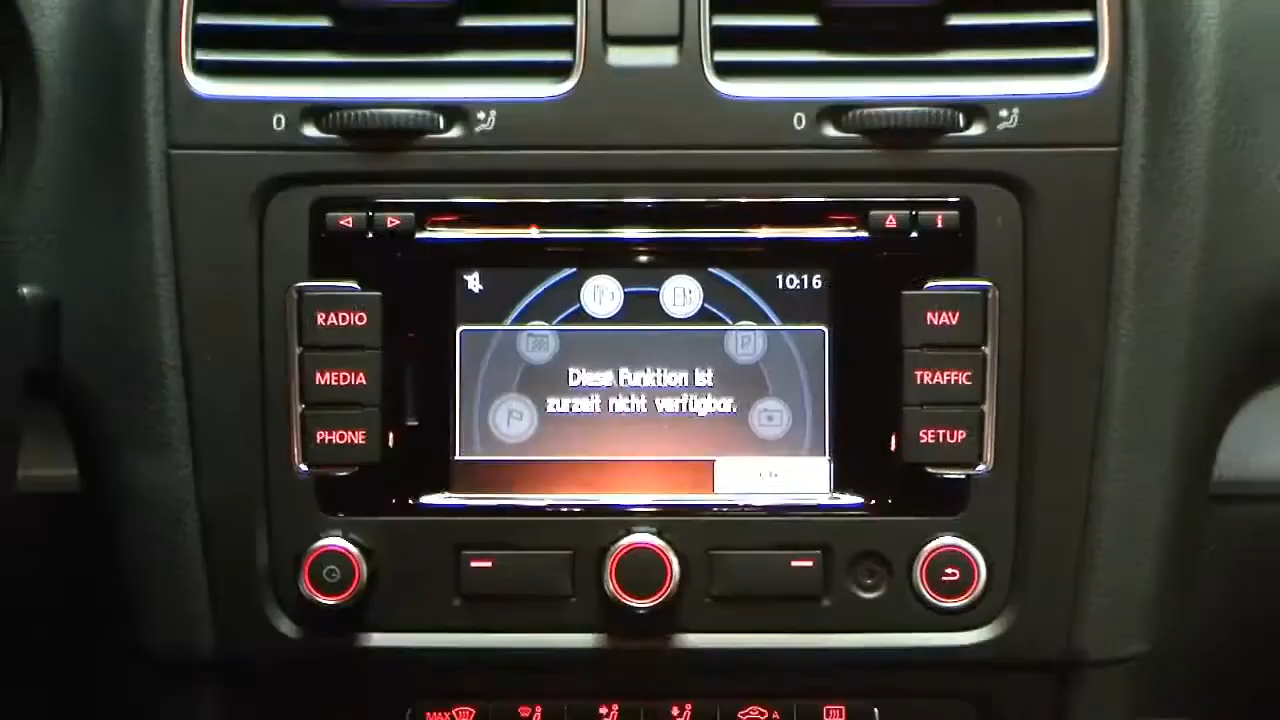 0
0
10:16
RADIO
NAV
Diese Funktion ist
MEDIA
TRAFFIC
zurzeit nicht verfügbar.
PHONE
SETUP
MAX
A